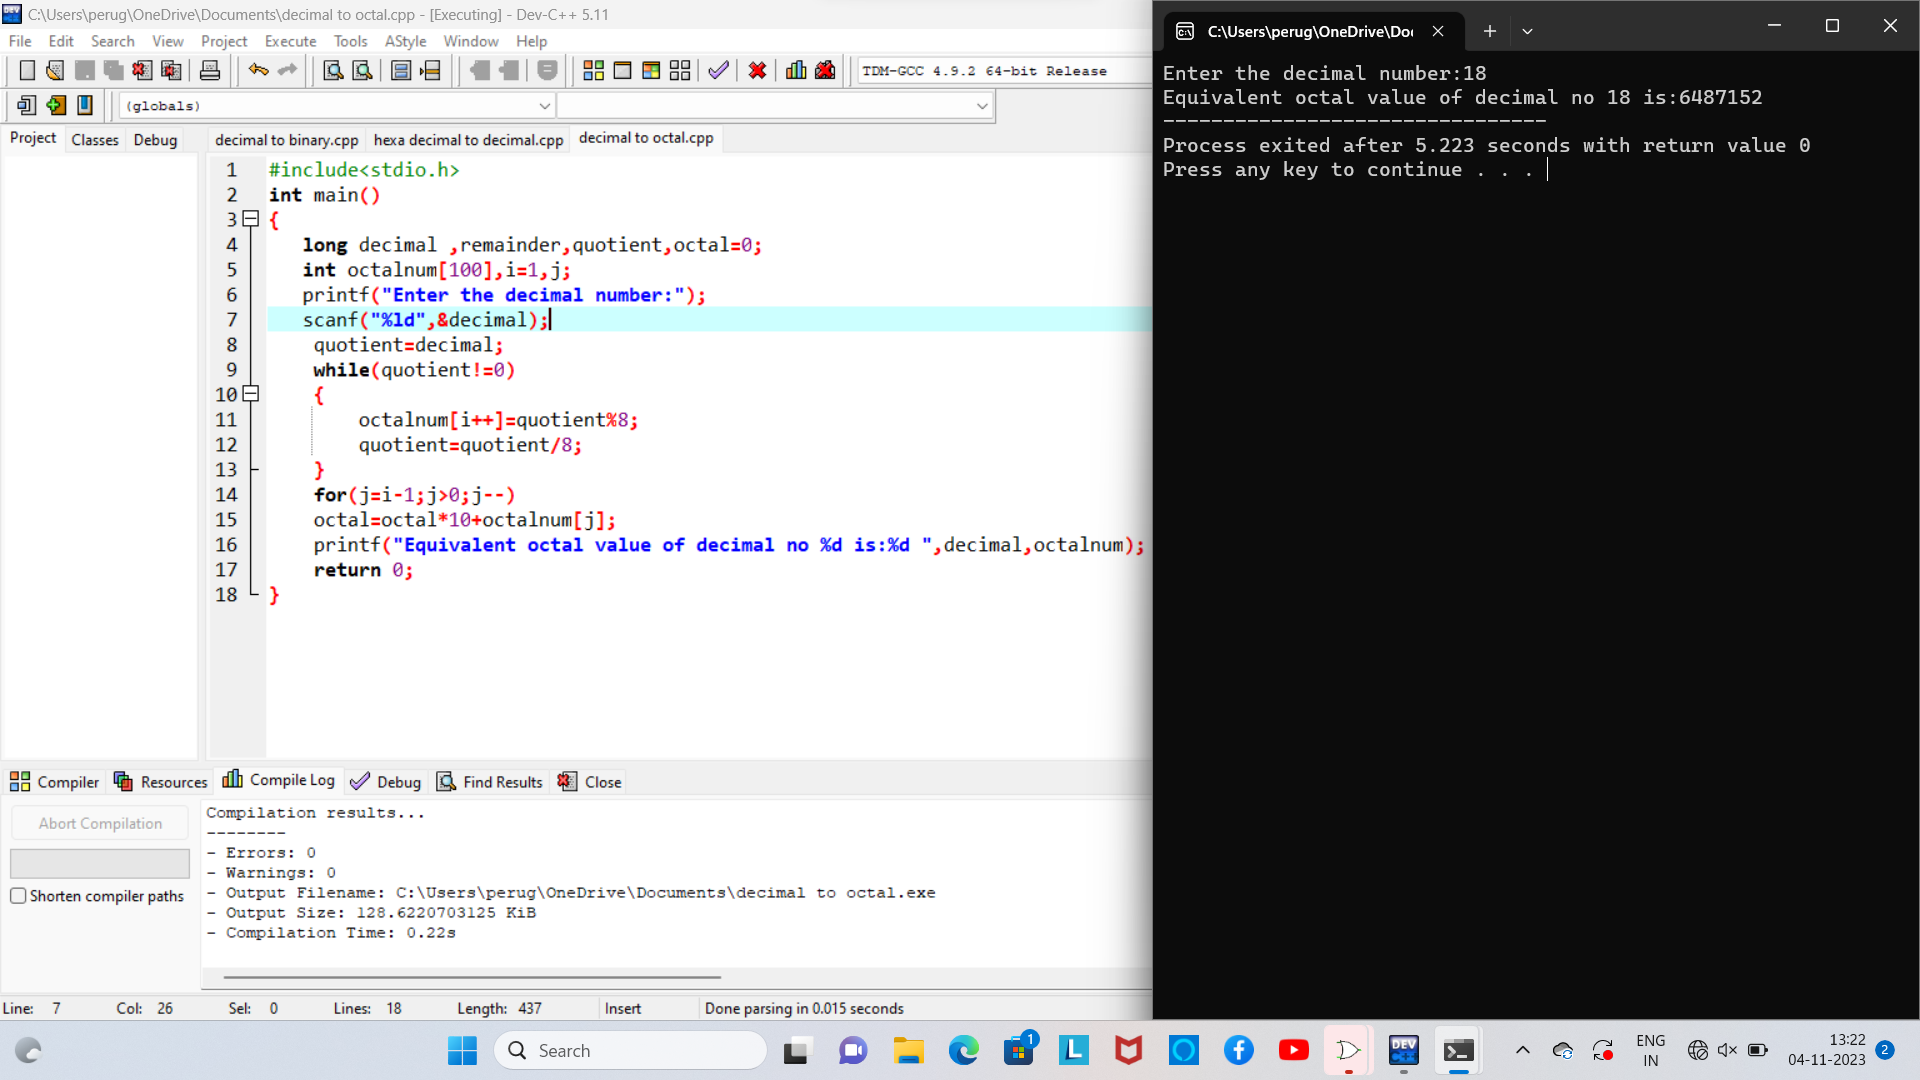 C:\Users\perug\OneDrive\Documents\decimal to octal.cpp - [Executing] - Dev-C++ 5.11
File Edit Search View Project Execute Tools AStyle Window Help
TDM-GCC 4.9.2 64-bit Release
(globals)
Project Classes Debug
decimal to binary.cpp hexa decimal to decimal.cpp decimal to octal.cpp
1 #include<stdio.h>
2 int main()
3 {
4 long decimal ,remainder,quotient,octal=0;
5 int octalnum[100],i=1,j;
6 printf("Enter the decimal number:");
7 scanf("%ld",&decimal);
8 quotient=decimal;
9 while(quotient!=0)
10 {
11 octalnum[i++]=quotient%8;
12 quotient=quotient/8;
13 }
14 for(j=i-1;j>0;j--)
15 octal=octal*10+octalnum[j];
16 printf("Equivalent octal value of decimal no %d is:%d ",decimal,octalnum);
17 return 0;
18 }
Compiler Resources Compile Log Debug Find Results Close
Abort Compilation
Shorten compiler paths
Compilation results...
--------
- Errors: 0
- Warnings: 0
- Output Filename: C:\Users\perug\OneDrive\Documents\decimal to octal.exe
- Output Size: 128.6220703125 KiB
- Compilation Time: 0.22s
Line: 7 Col: 26 Sel: 0 Lines: 18 Length: 437 Insert Done parsing in 0.015 seconds
C:\Users\perug\OneDrive\Do
Enter the decimal number:18
Equivalent octal value of decimal no 18 is:6487152
--------------------------------
Process exited after 5.223 seconds with return value 0
Press any key to continue . . .
Search
1
L
DEV
C++
ENG
IN
13:22
04-11-2023
2